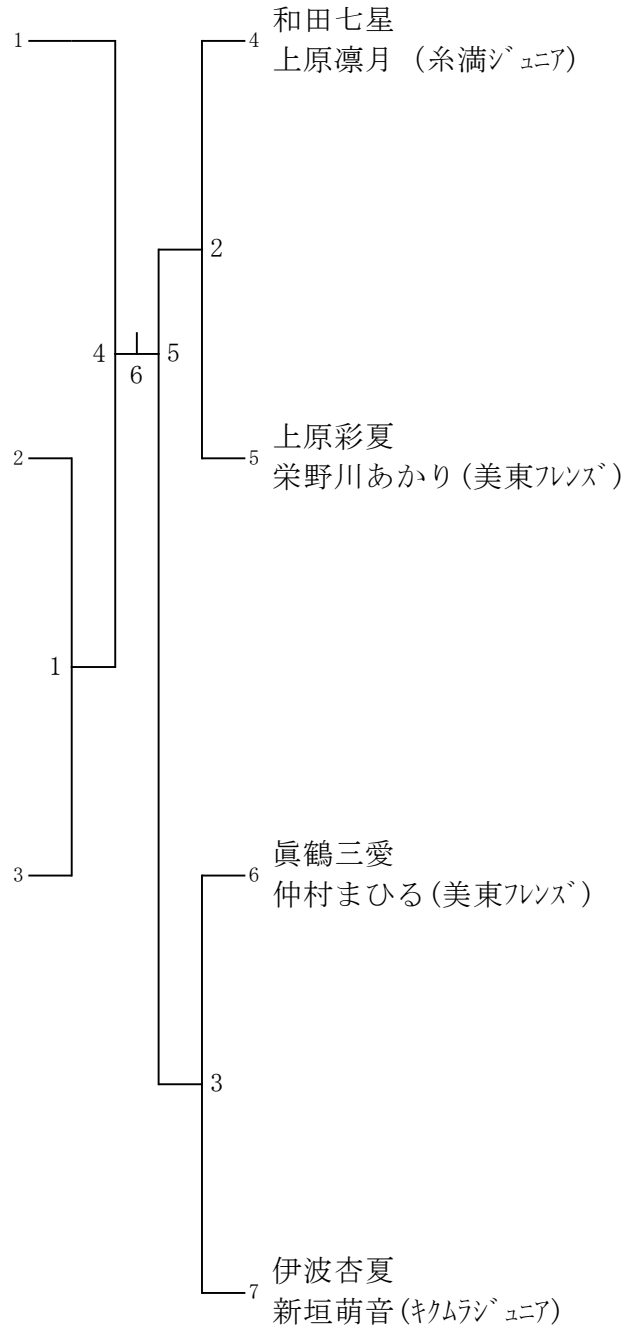 1
4
和田七星
上原凛月 (糸満ｼﾞｭﾆｱ)
2
4
5
6
2
5
上原彩夏
栄野川あかり(美東ﾌﾚﾝｽﾞ)
1
3
6
眞鶴三愛
仲村まひる(美東ﾌﾚﾝｽﾞ)
3
7
伊波杏夏
新垣萌音(ｷｸﾑﾗｼﾞｭﾆｱ)